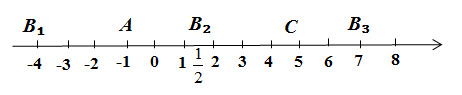 B₁ A B₂ C B₃
-4 -3 -2 -1 0 1 1/2 2 3 4 5 6 7 8